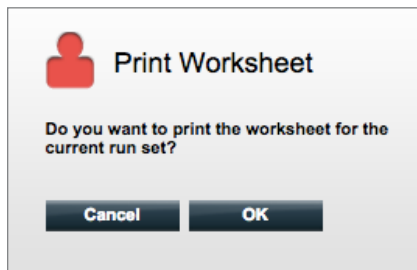 Print Worksheet
Do you want to print the worksheet for the
current run set?
Cancel
OK